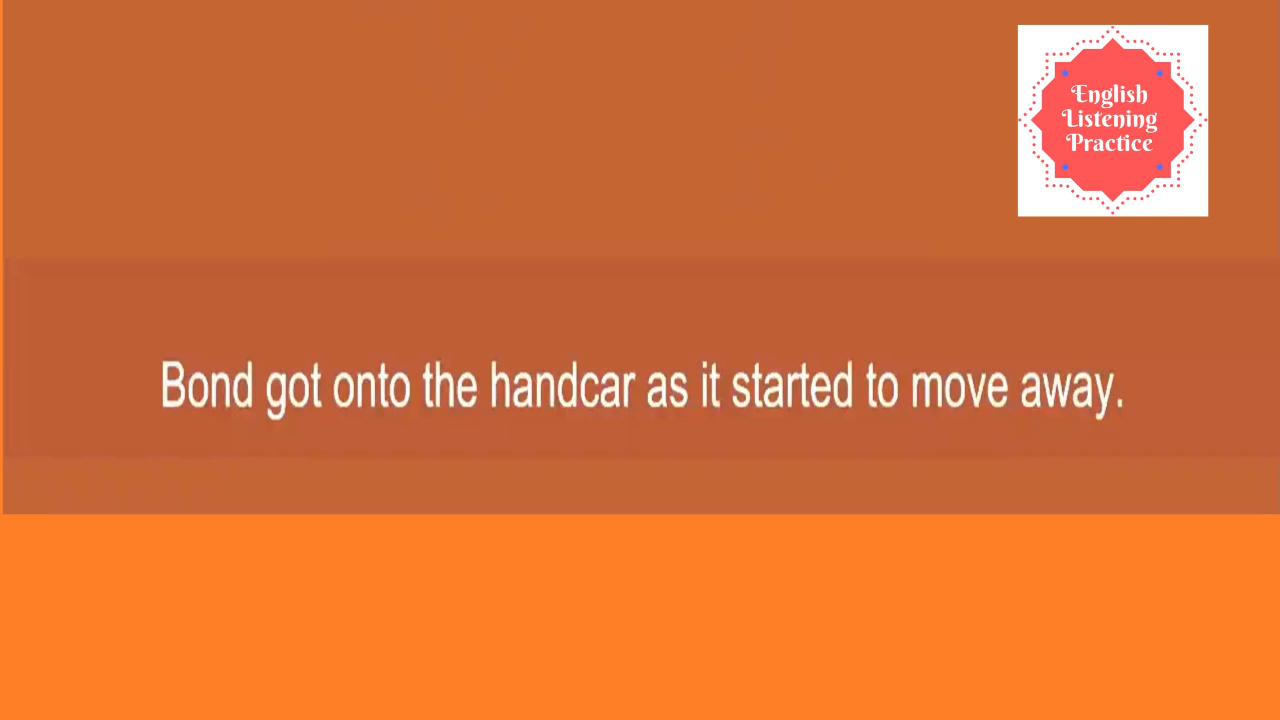 English
Listening
Practice
Bond got onto the handcar as it started to move away.